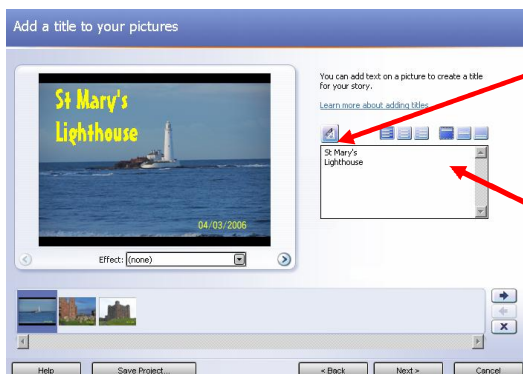 Add a title to your pictures
St Mary's
Lighthouse
04/03/2006
Effect: (none)
You can add text on a picture to create a title
for your story.
Learn more about adding titles
St Mary's
Lighthouse
Help
Save Project...
< Back
Next >
Cancel